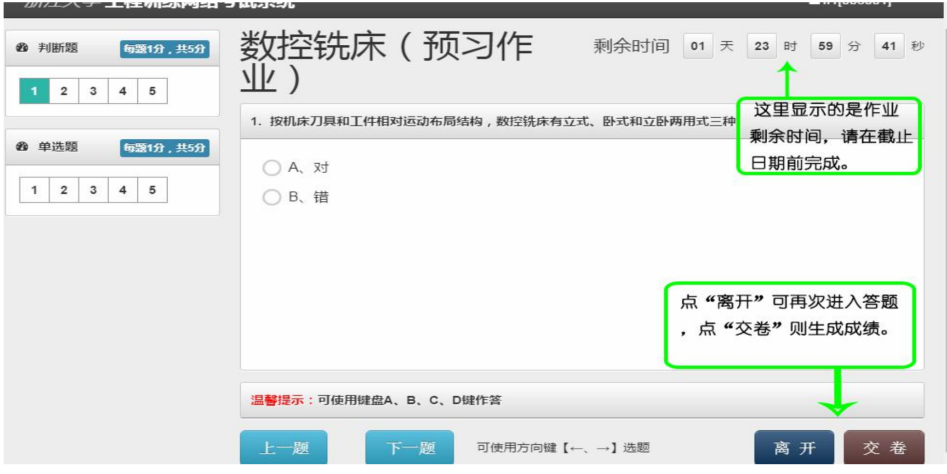 浙江大学 工程训练网络考试系统
判断题 每题1分，共5分
1 2 3 4 5
单选题 每题1分，共5分
1 2 3 4 5
数控铣床（预习作
业）
剩余时间 01 天 23 时 59 分 41 秒
1. 按机床刀具和工件相对运动布局结构，数控铣床有立式、卧式和立卧两用式三种
A、对
B、错
这里显示的是作业
剩余时间，请在截止
日期前完成。
点“离开”可再次进入答题
，点“交卷”则生成成绩。
温馨提示：可使用键盘A、B、C、D键作答
上一题 下一题 可使用方向键【←、→】选题 离 开 交 卷